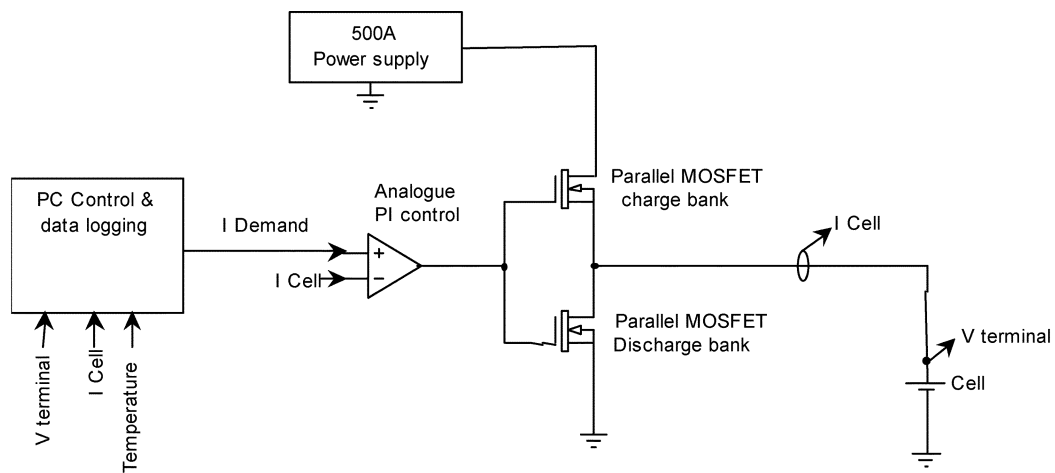 500A
Power supply
PC Control &
data logging
I Demand
Analogue
PI control
+
I Cell
−
Parallel MOSFET
charge bank
I Cell
Parallel MOSFET
Discharge bank
V terminal
Cell
V terminal
I Cell
Temperature